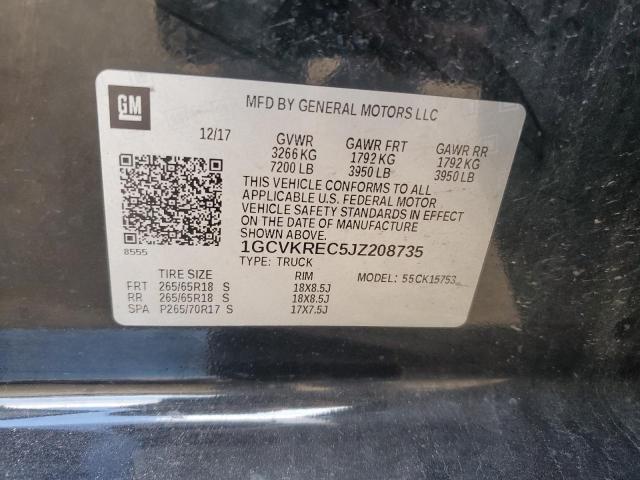 GM
MFD BY GENERAL MOTORS LLC
12/17 GVWR GAWR FRT GAWR RR
3266 KG 1792 KG 1792 KG
7200 LB 3950 LB 3950 LB
THIS VEHICLE CONFORMS TO ALL
APPLICABLE U.S. FEDERAL MOTOR
VEHICLE SAFETY STANDARDS IN EFFECT
ON THE DATE OF MANUFACTURE
SHOWN ABOVE.
8555
1GCVKREC5JZ208735
TYPE: TRUCK
TIRE SIZE RIM MODEL: 55CK15753
FRT 265/65R18 S 18X8.5J
RR 265/65R18 S 18X8.5J
SPA P265/70R17 S 17X7.5J